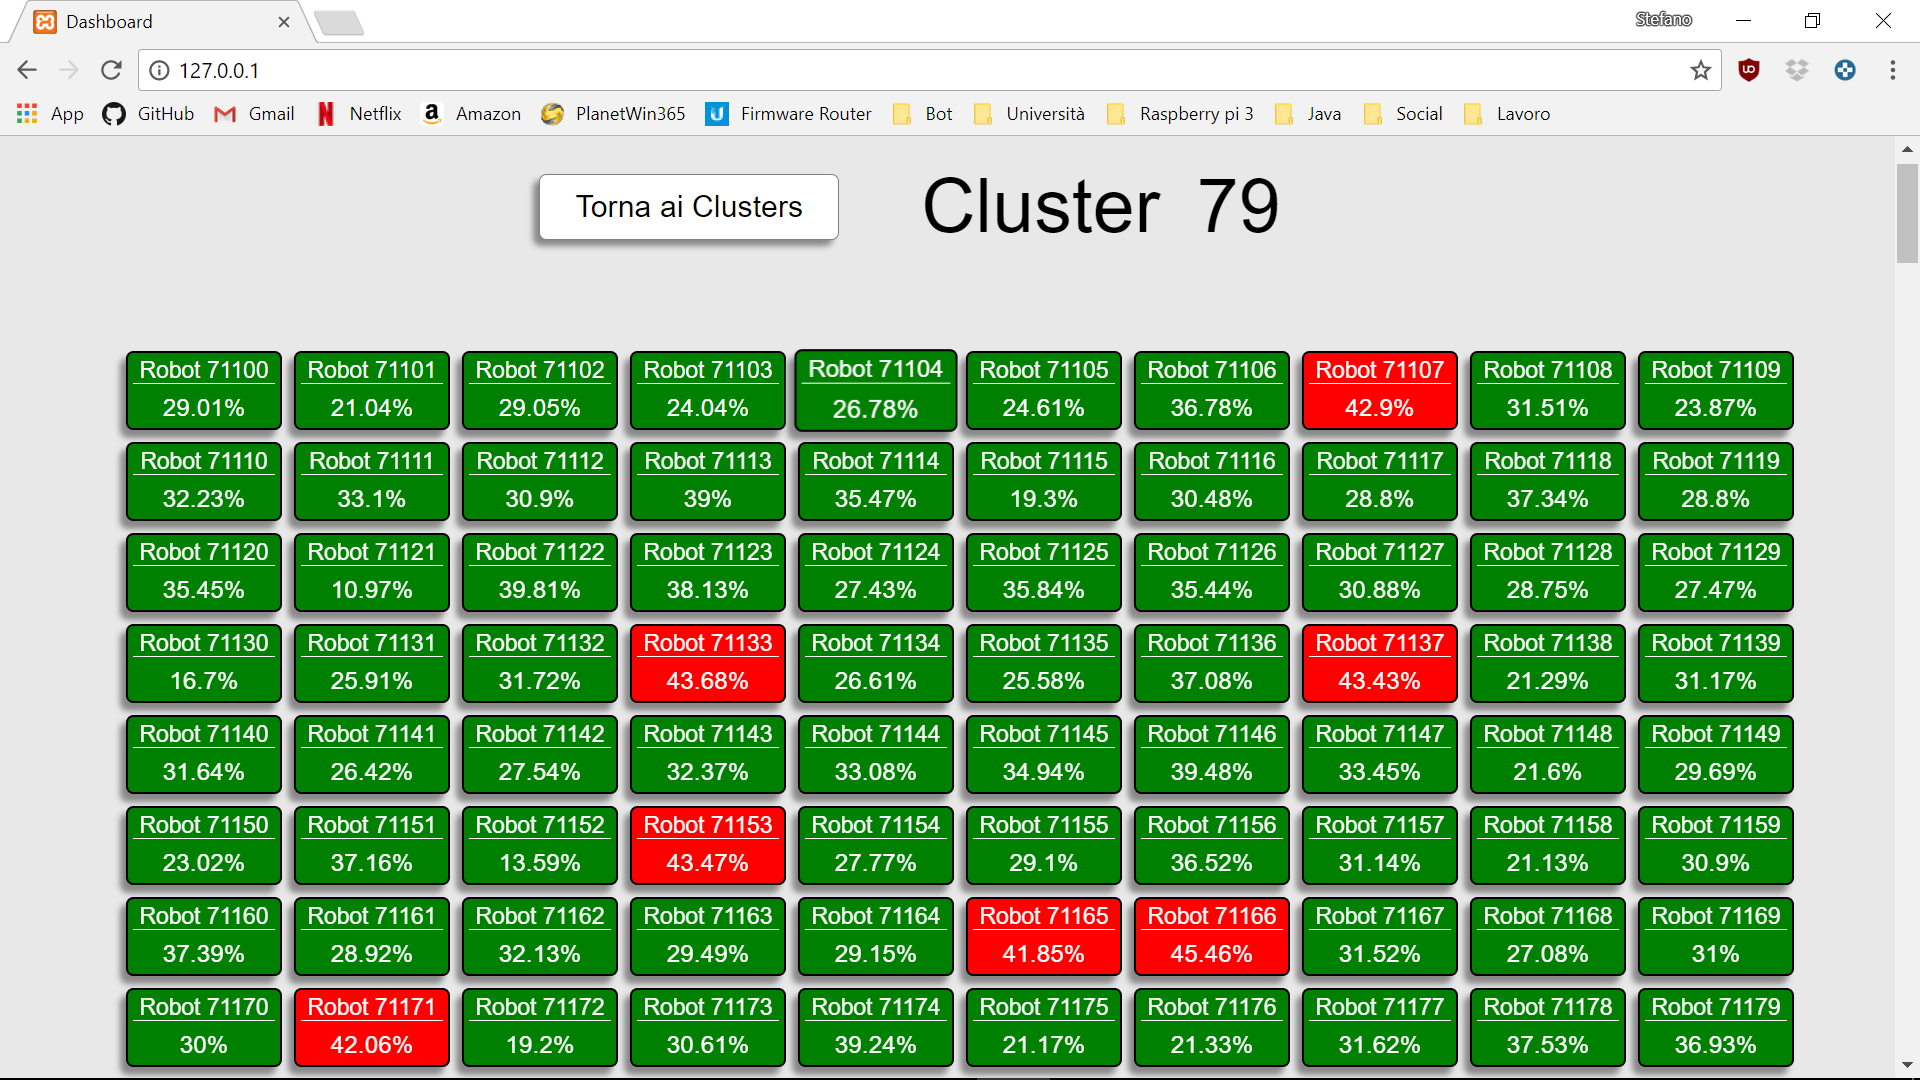 Dashboard
Stefano
127.0.0.1
App GitHub Gmail Netflix Amazon PlanetWin365 Firmware Router Bot Università Raspberry pi 3 Java Social Lavoro
Torna ai Clusters
Cluster 79
Robot 71100 Robot 71101 Robot 71102 Robot 71103 Robot 71104 Robot 71105 Robot 71106 Robot 71107 Robot 71108 Robot 71109
29.01% 21.04% 29.05% 24.04% 26.78% 24.61% 36.78% 42.9% 31.51% 23.87%
Robot 71110 Robot 71111 Robot 71112 Robot 71113 Robot 71114 Robot 71115 Robot 71116 Robot 71117 Robot 71118 Robot 71119
32.23% 33.1% 30.9% 39% 35.47% 19.3% 30.48% 28.8% 37.34% 28.8%
Robot 71120 Robot 71121 Robot 71122 Robot 71123 Robot 71124 Robot 71125 Robot 71126 Robot 71127 Robot 71128 Robot 71129
35.45% 10.97% 39.81% 38.13% 27.43% 35.84% 35.44% 30.88% 28.75% 27.47%
Robot 71130 Robot 71131 Robot 71132 Robot 71133 Robot 71134 Robot 71135 Robot 71136 Robot 71137 Robot 71138 Robot 71139
16.7% 25.91% 31.72% 43.68% 26.61% 25.58% 37.08% 43.43% 21.29% 31.17%
Robot 71140 Robot 71141 Robot 71142 Robot 71143 Robot 71144 Robot 71145 Robot 71146 Robot 71147 Robot 71148 Robot 71149
31.64% 26.42% 27.54% 32.37% 33.08% 34.94% 39.48% 33.45% 21.6% 29.69%
Robot 71150 Robot 71151 Robot 71152 Robot 71153 Robot 71154 Robot 71155 Robot 71156 Robot 71157 Robot 71158 Robot 71159
23.02% 37.16% 13.59% 43.47% 27.77% 29.1% 36.52% 31.14% 21.13% 30.9%
Robot 71160 Robot 71161 Robot 71162 Robot 71163 Robot 71164 Robot 71165 Robot 71166 Robot 71167 Robot 71168 Robot 71169
37.39% 28.92% 32.13% 29.49% 29.15% 41.85% 45.46% 31.52% 27.08% 31%
Robot 71170 Robot 71171 Robot 71172 Robot 71173 Robot 71174 Robot 71175 Robot 71176 Robot 71177 Robot 71178 Robot 71179
30% 42.06% 19.2% 30.61% 39.24% 21.17% 21.33% 31.62% 37.53% 36.93%